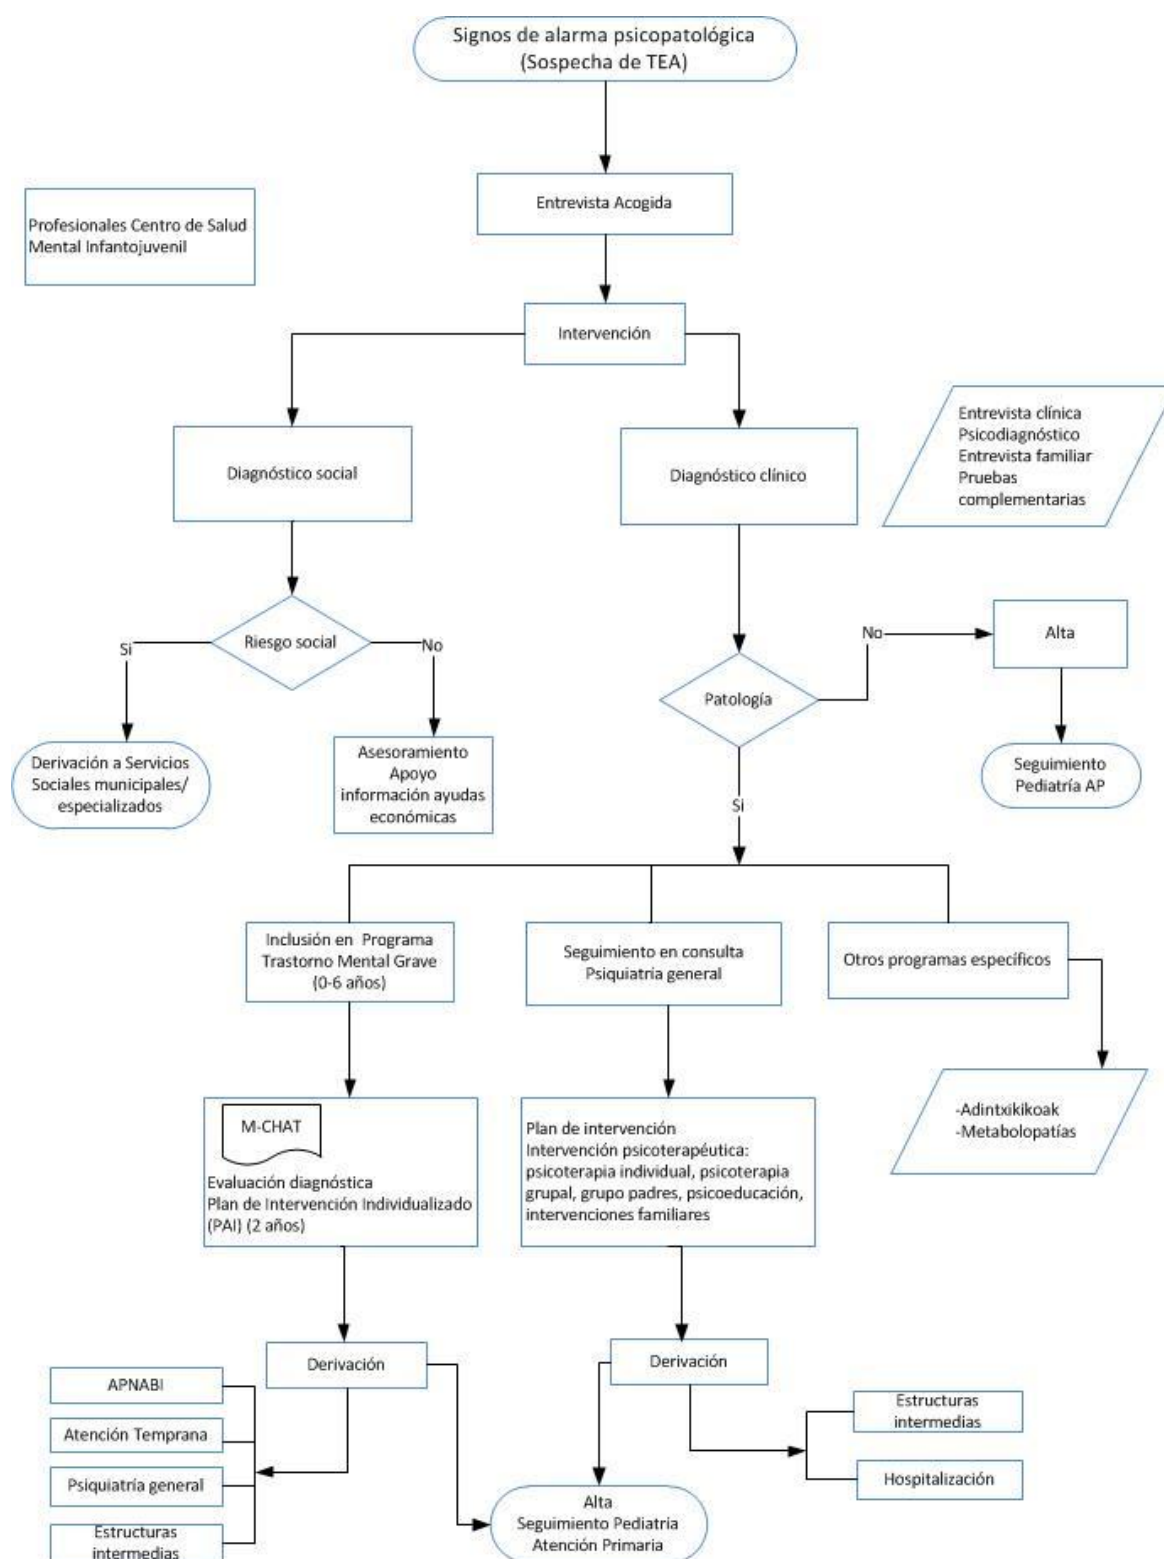 Signos de alarma psicopatológica
(Sospecha de TEA)
Entrevista Acogida
Profesionales Centro de Salud
Mental Infantojuvenil
Intervención
Diagnóstico social
Diagnóstico clínico
Entrevista clínica
Psicodiagnóstico
Entrevista familiar
Pruebas
complementarias
Riesgo social
Si
No
Patología
No
Alta
Si
Derivación a Servicios
Sociales municipales/
especializados
Asesoramiento
Apoyo
información ayudas
económicas
Seguimiento
Pediatría AP
Inclusión en Programa
Trastorno Mental Grave
(0-6 años)
Seguimiento en consulta
Psiquiatría general
Otros programas específicos
M-CHAT
Evaluación diagnóstica
Plan de Intervención Individualizado
(PAI) (2 años)
Plan de intervención
Intervención psicoterapéutica:
psicoterapia individual, psicoterapia
grupal, grupo padres, psicoeducación,
intervenciones familiares
-Adintxikikoak
-Metabolopatías
Derivación
Derivación
APNABI
Atención Temprana
Psiquiatría general
Estructuras
intermedias
Estructuras
intermedias
Hospitalización
Alta
Seguimiento Pediatria
Atención Primaria